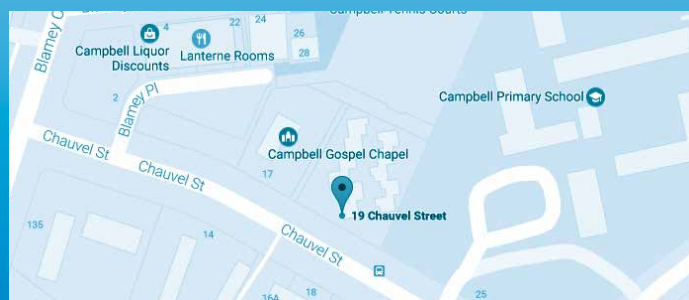 Campbell Tennis Courts
Blamey Cr
4
22
24
26
28
Campbell Liquor
Discounts
Lanterne Rooms
2
Blamey Pl
Campbell Primary School
Chauvel St
Chauvel St
Campbell Gospel Chapel
17
19 Chauvel Street
135
14
Chauvel St
16A
18
25